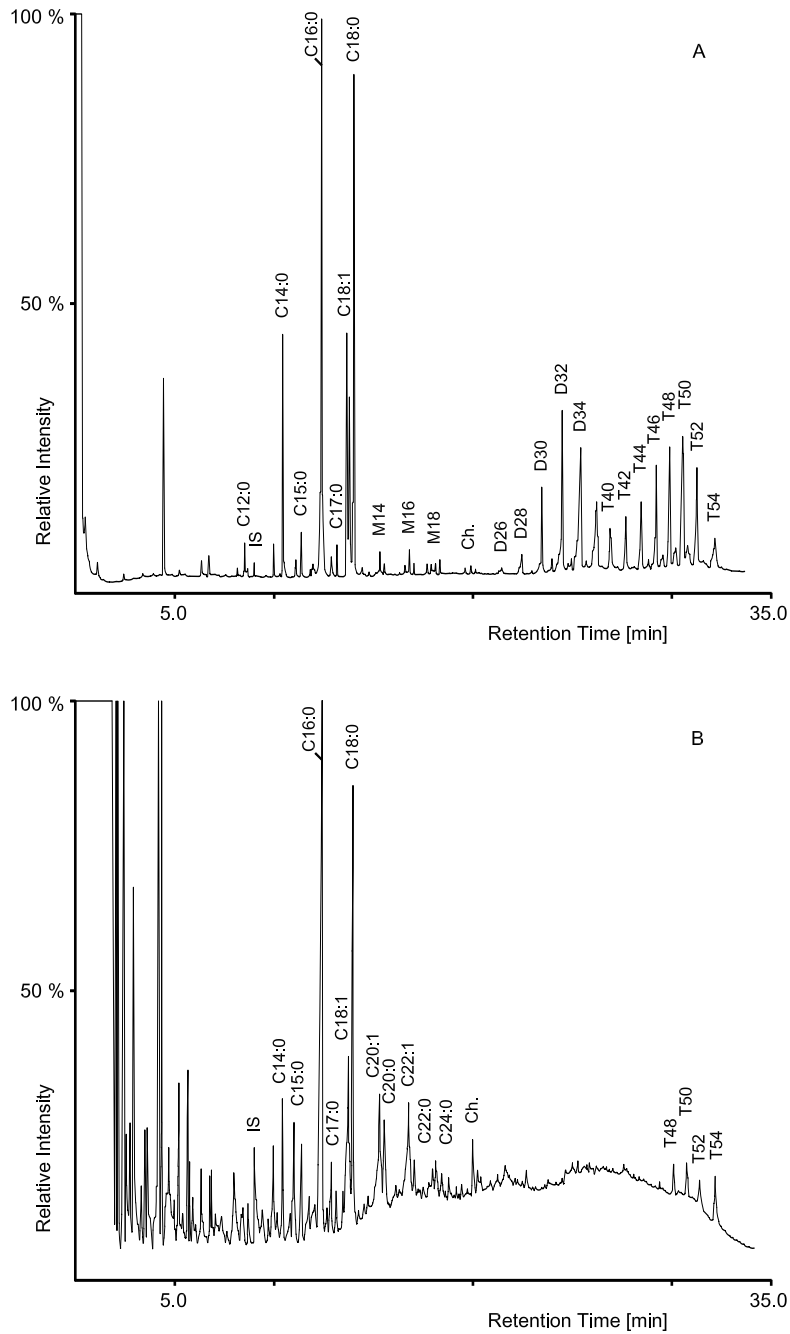 100 %
A
C16:0
C18:0
50 %
C14:0
C18:1
D32
D34
T50
T48
T46
T52
T44
D30
T42
T40
T54
C12:0
IS
C15:0
C17:0
M14
M16
M18
Ch.
D26
D28
Relative Intensity
5.0
35.0
Retention Time [min]
100 %
B
C16:0
C18:0
50 %
C18:1
C20:1
C20:0
C22:1
C14:0
C15:0
IS
C17:0
C22:0
C24:0
Ch.
T48
T50
T52
T54
Relative Intensity
5.0
35.0
Retention Time [min]